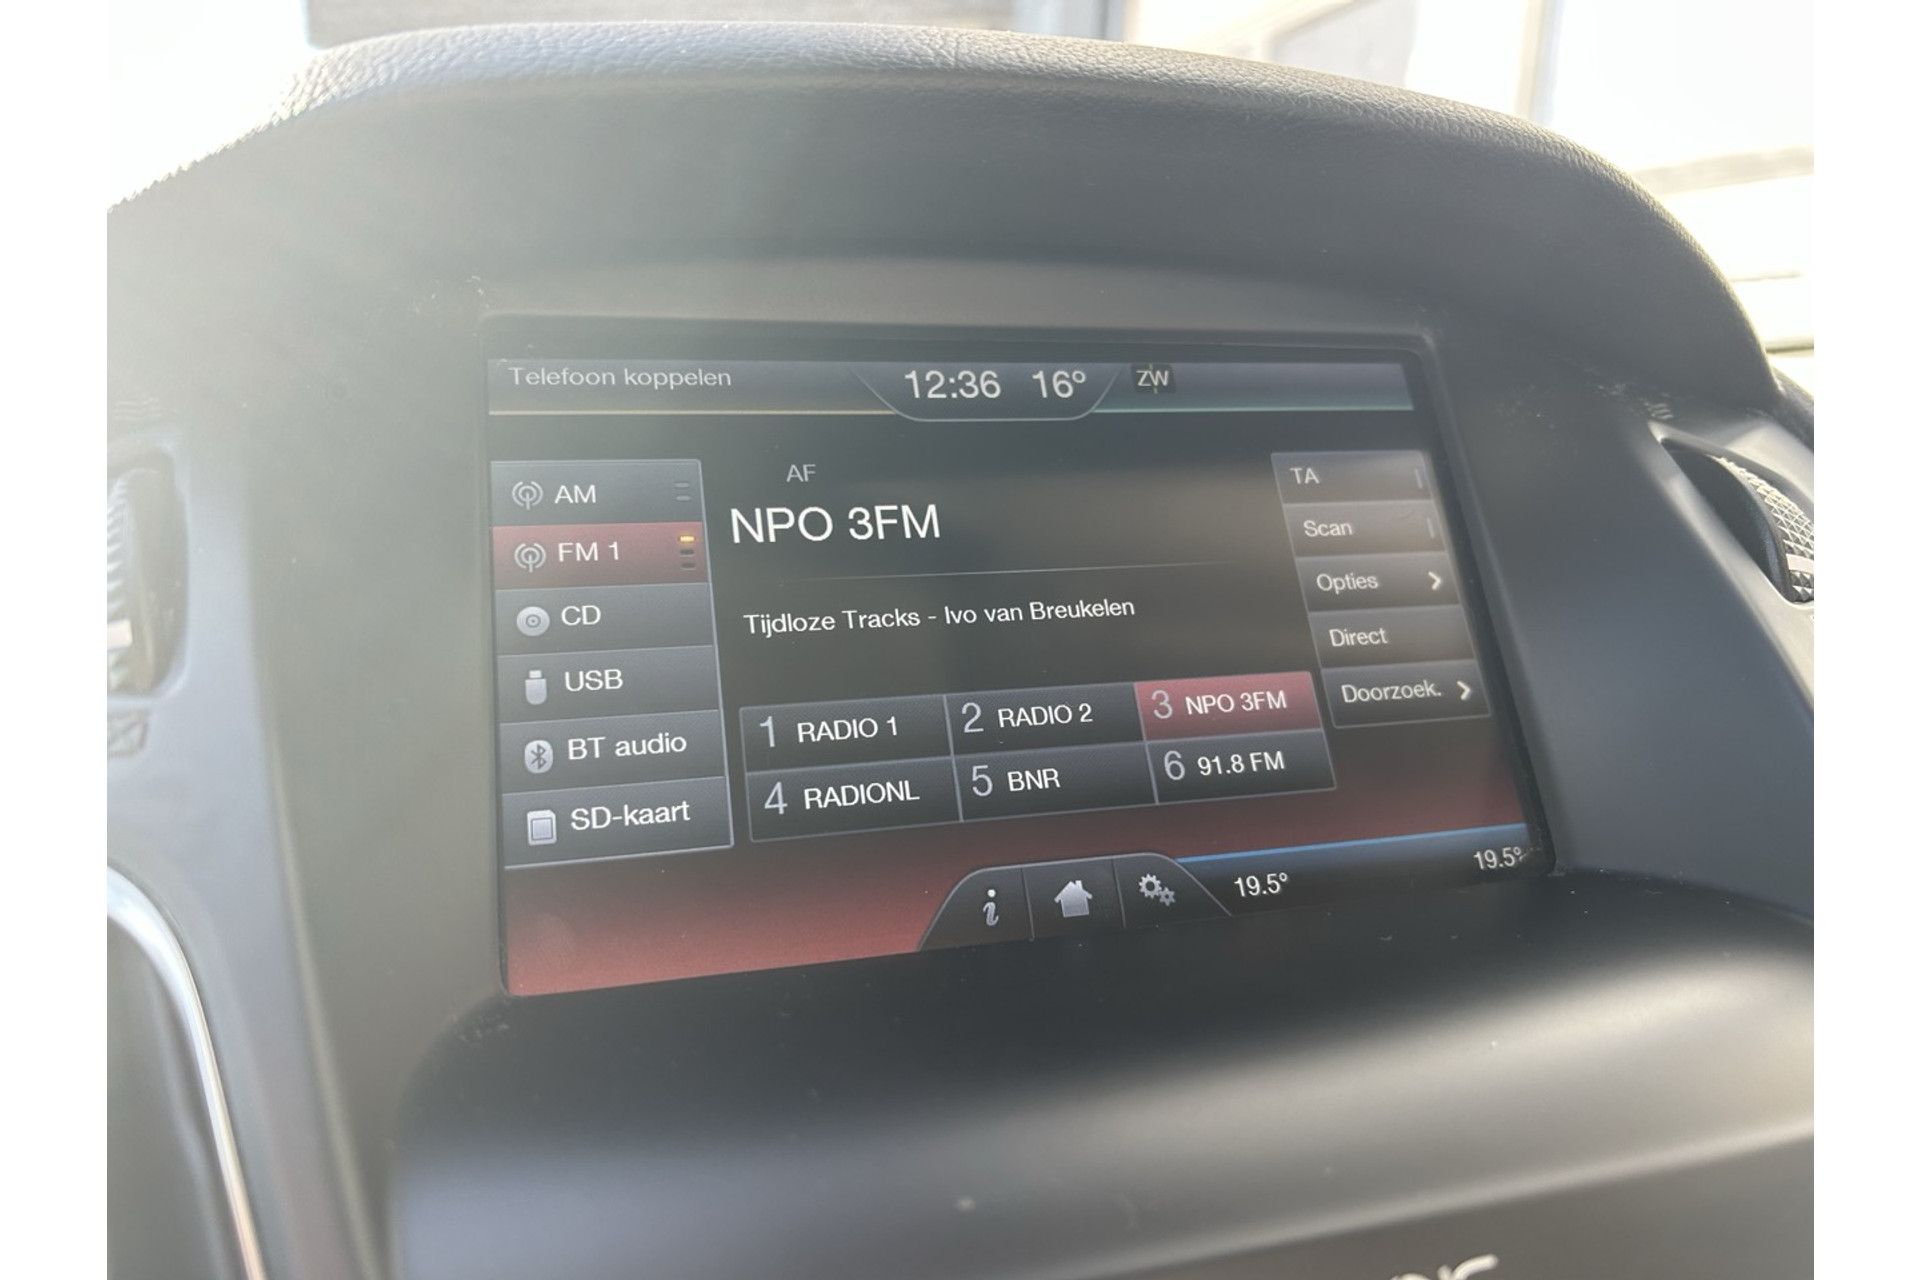 Telefoon koppelen
12:36 16° ZW
AM
FM 1
CD
USB
BT audio
SD-kaart
AF
NPO 3FM
Tijdloze Tracks - Ivo van Breukelen
1 RADIO 1
2 RADIO 2
3 NPO 3FM
4 RADIONL
5 BNR
6 91.8 FM
TA
Scan
Opties
Direct
Doorzoek.
i
19.5°
19.5°